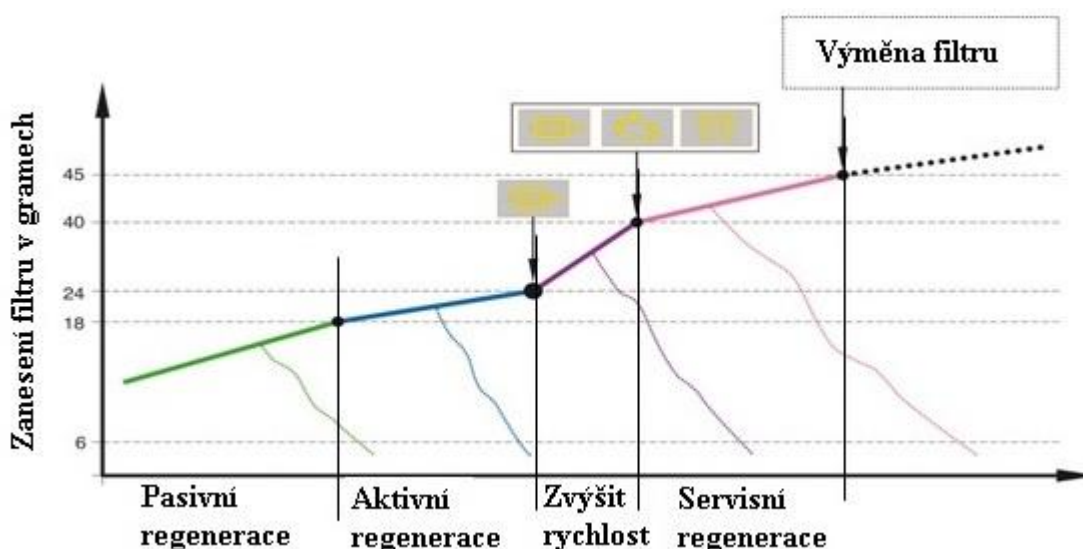 Výměna filtru
Zanesení filtru v gramech
45
40
24
18
6
Pasivní
regenerace
Aktivní
regenerace
Zvýšit
rychlost
Servisní
regenerace